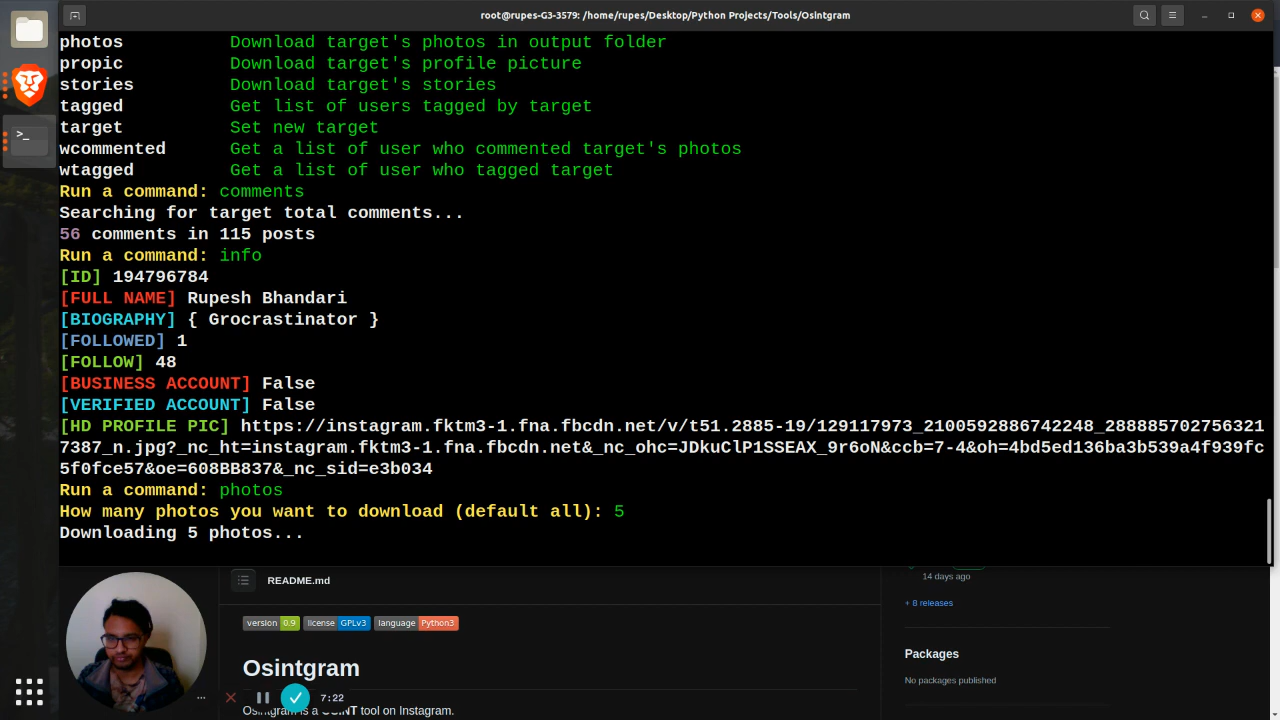 root@rupes-G3-3579: /home/rupes/Desktop/Python Projects/Tools/Osintgram
photos Download target's photos in output folder
propic Download target's profile picture
stories Download target's stories
tagged Get list of users tagged by target
target Set new target
wcommented Get a list of user who commented target's photos
wtagged Get a list of user who tagged target
Run a command: comments
Searching for target total comments...
56 comments in 115 posts
Run a command: info
[ID] 194796784
[FULL NAME] Rupesh Bhandari
[BIOGRAPHY] { Grocrastinator }
[FOLLOWED] 1
[FOLLOW] 48
[BUSINESS ACCOUNT] False
[VERIFIED ACCOUNT] False
[HD PROFILE PIC] https://instagram.fktm3-1.fna.fbcdn.net/v/t51.2885-19/129117973_2100592886742248_288885702756321
7387_n.jpg?_nc_ht=instagram.fktm3-1.fna.fbcdn.net&_nc_ohc=JDkuClP1SSEAX_9r6oN&ccb=7-4&oh=4bd5ed136ba3b539a4f939fc
5f0fce57&oe=608BB837&_nc_sid=e3b034
Run a command: photos
How many photos you want to download (default all): 5
Downloading 5 photos...
README.md
14 days ago
+ 8 releases
version 0.9 license GPLv3 language Python3
Packages
Osintgram
No packages published
7:22
Osintgram is a OSINT tool on Instagram.